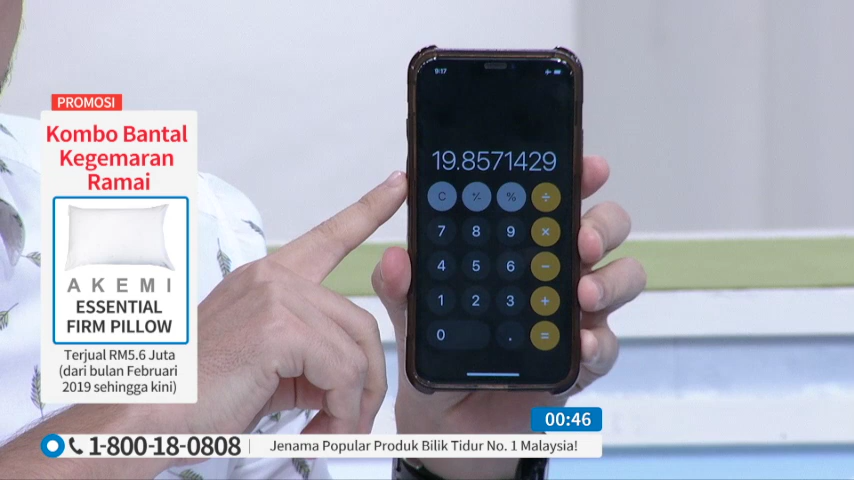 9:17
19.8571429
C +/- % ÷
7 8 9 ×
4 5 6 −
1 2 3 +
0 . =
PROMOSI
Kombo Bantal
Kegemaran
Ramai
AKEMI
ESSENTIAL
FIRM PILLOW
Terjual RM5.6 Juta
(dari bulan Februari
2019 sehingga kini)
00:46
1-800-18-0808
Jenama Popular Produk Bilik Tidur No. 1 Malaysia!